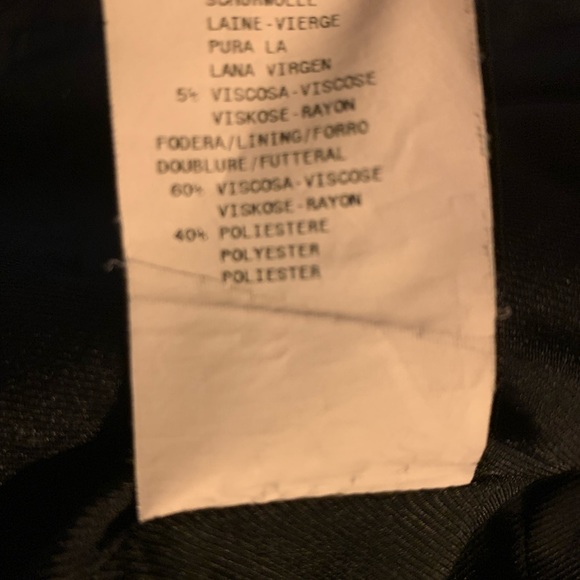 SCHURWOLLE
LAINE-VIERGE
PURA LA
LANA VIRGEN
5% VISCOSA-VISCOSE
VISKOSE-RAYON
FODERA/LINING/FORRO
DOUBLURE/FUTTERAL
60% VISCOSA-VISCOSE
VISKOSE-RAYON
40% POLIESTERE
POLYESTER
POLIESTER